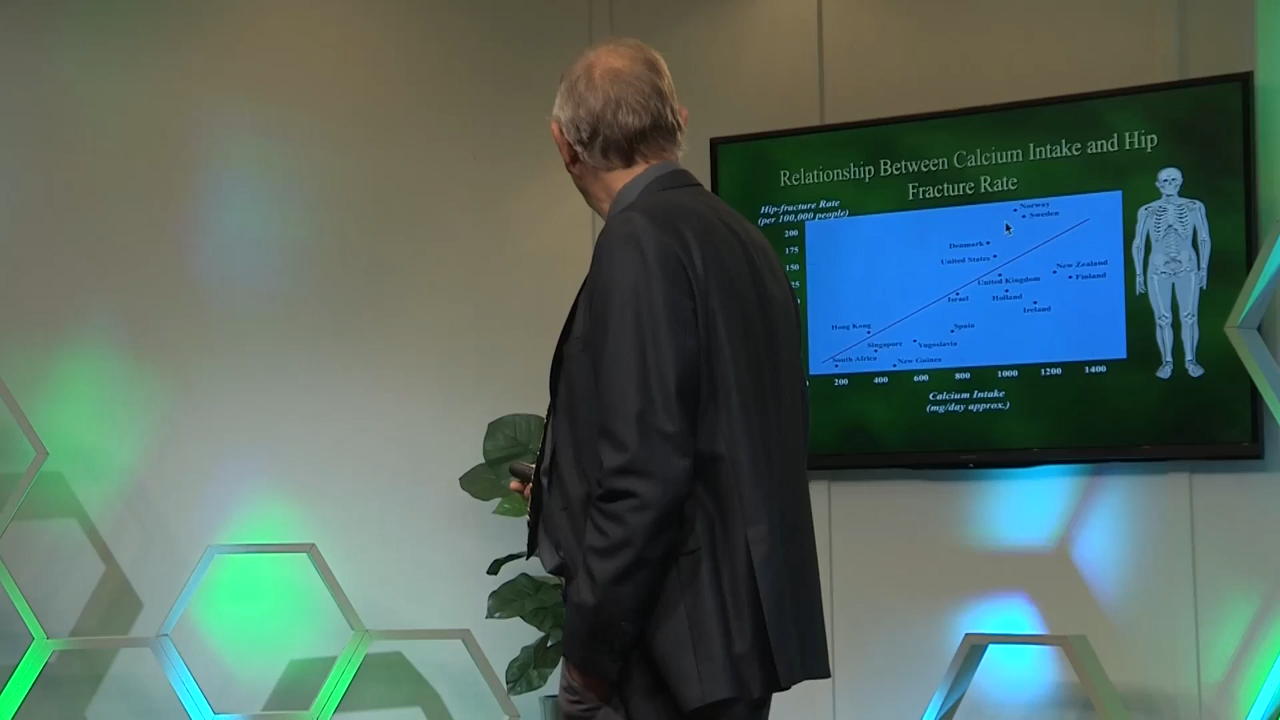 Relationship Between Calcium Intake and Hip
Fracture Rate
Hip-fracture Rate
(per 100,000 people)
Norway
Sweden
200
Denmark
175
United States
New Zealand
150
Finland
United Kingdom
25
Israel
Holland
Ireland
Hong Kong
Spain
Singapore
Yugoslavia
South Africa
New Guinea
200 400 600 800 1000 1200 1400
Calcium Intake
(mg/day approx.)